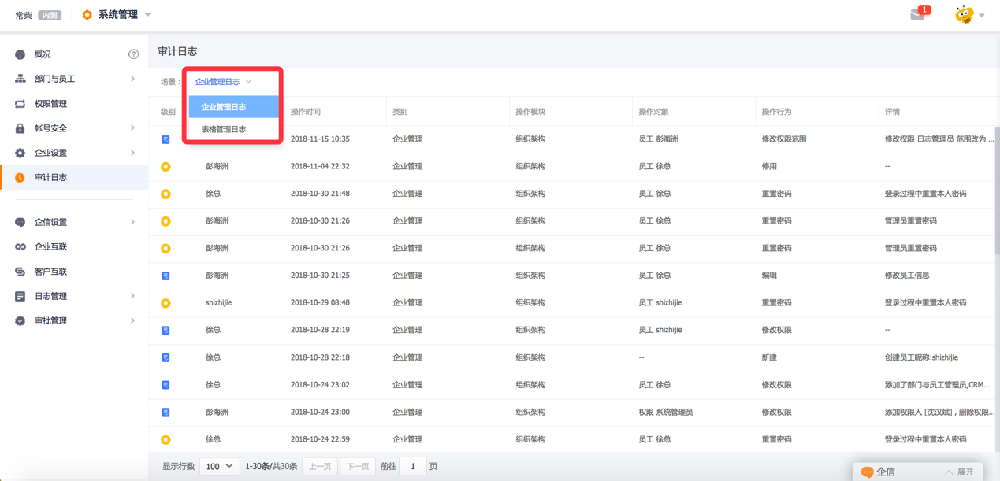 常柴 内测 系统管理 1
概况 ?
部门与员工
权限管理
帐号安全
企业设置
审计日志
企信设置
企业互联
客户互联
日志管理
审批管理
审计日志
场景： 企业管理日志
企业管理日志
表格管理日志
级别 操作时间 类别 操作模块 操作对象 操作行为 详情
2018-11-15 10:35 企业管理 组织架构 员工 彭海洲 修改权限范围 修改权限 日志管理员 范围改为 ...
彭海洲 2018-11-04 22:32 企业管理 组织架构 员工 徐总 停用 --
徐总 2018-10-30 21:48 企业管理 组织架构 员工 徐总 重置密码 登录过程中重置本人密码
彭海洲 2018-10-30 21:26 企业管理 组织架构 员工 徐总 重置密码 管理员重置密码
彭海洲 2018-10-30 21:26 企业管理 组织架构 员工 徐总 重置密码 管理员重置密码
彭海洲 2018-10-30 21:25 企业管理 组织架构 员工 徐总 编辑 修改员工信息
shizhijie 2018-10-29 08:48 企业管理 组织架构 员工 shizhijie 重置密码 登录过程中重置本人密码
徐总 2018-10-28 22:19 企业管理 组织架构 员工 shizhijie 修改权限 --
徐总 2018-10-28 22:18 企业管理 组织架构 -- 新建 创建员工昵称:shizhijie
徐总 2018-10-24 23:02 企业管理 组织架构 员工 徐总 修改权限 添加了部门与员工管理员,CRM...
彭海洲 2018-10-24 23:00 企业管理 组织架构 权限 系统管理员 修改权限 添加权限人 [沈汉斌] , 删除权限...
徐总 2018-10-24 22:59 企业管理 组织架构 员工 徐总 重置密码 登录过程中重置本人密码
显示行数 100 1-30条/共30条 上一页 下一页 前往 1 页
企信 展开